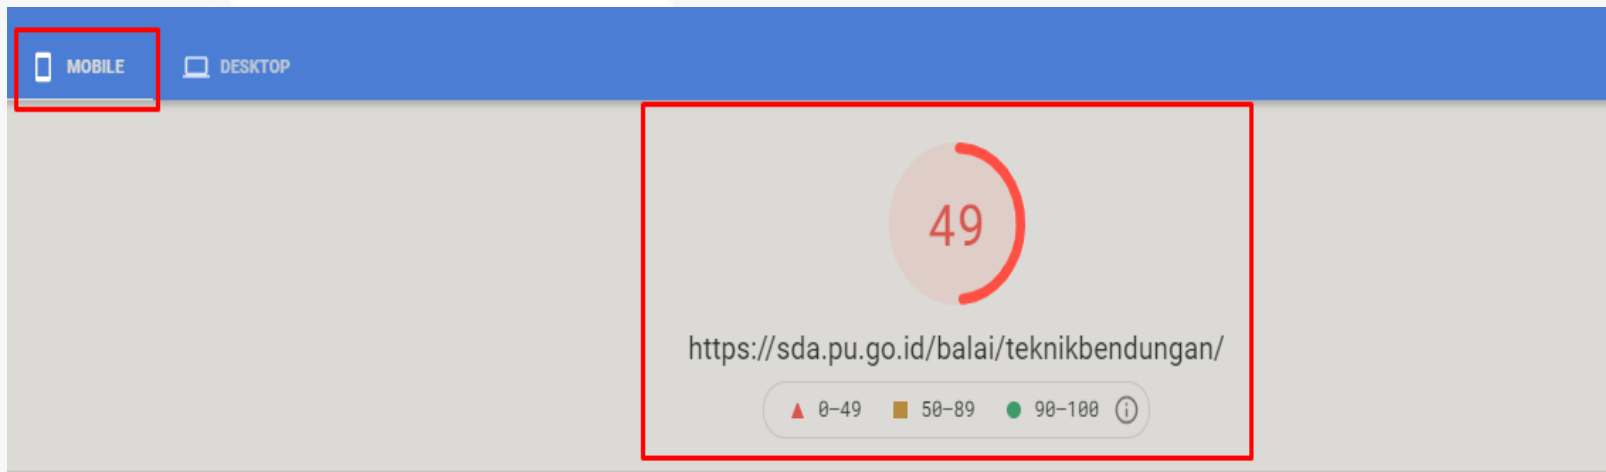 MOBILE DESKTOP
49
https://sda.pu.go.id/balai/teknikbendungan/
0–49 50–89 90–100